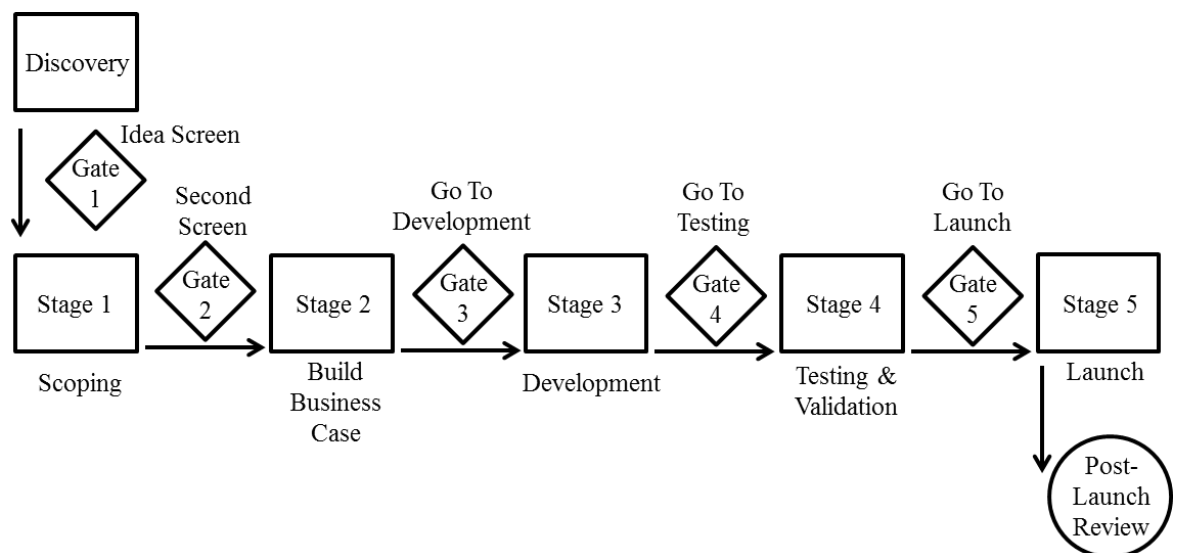 Discovery
Idea Screen
Gate
1
Second
Screen
Go To
Development
Go To
Testing
Go To
Launch
Stage 1
Gate
2
Stage 2
Gate
3
Stage 3
Gate
4
Stage 4
Gate
5
Stage 5
Scoping
Build
Business
Case
Development
Testing &
Validation
Launch
Post-
Launch
Review